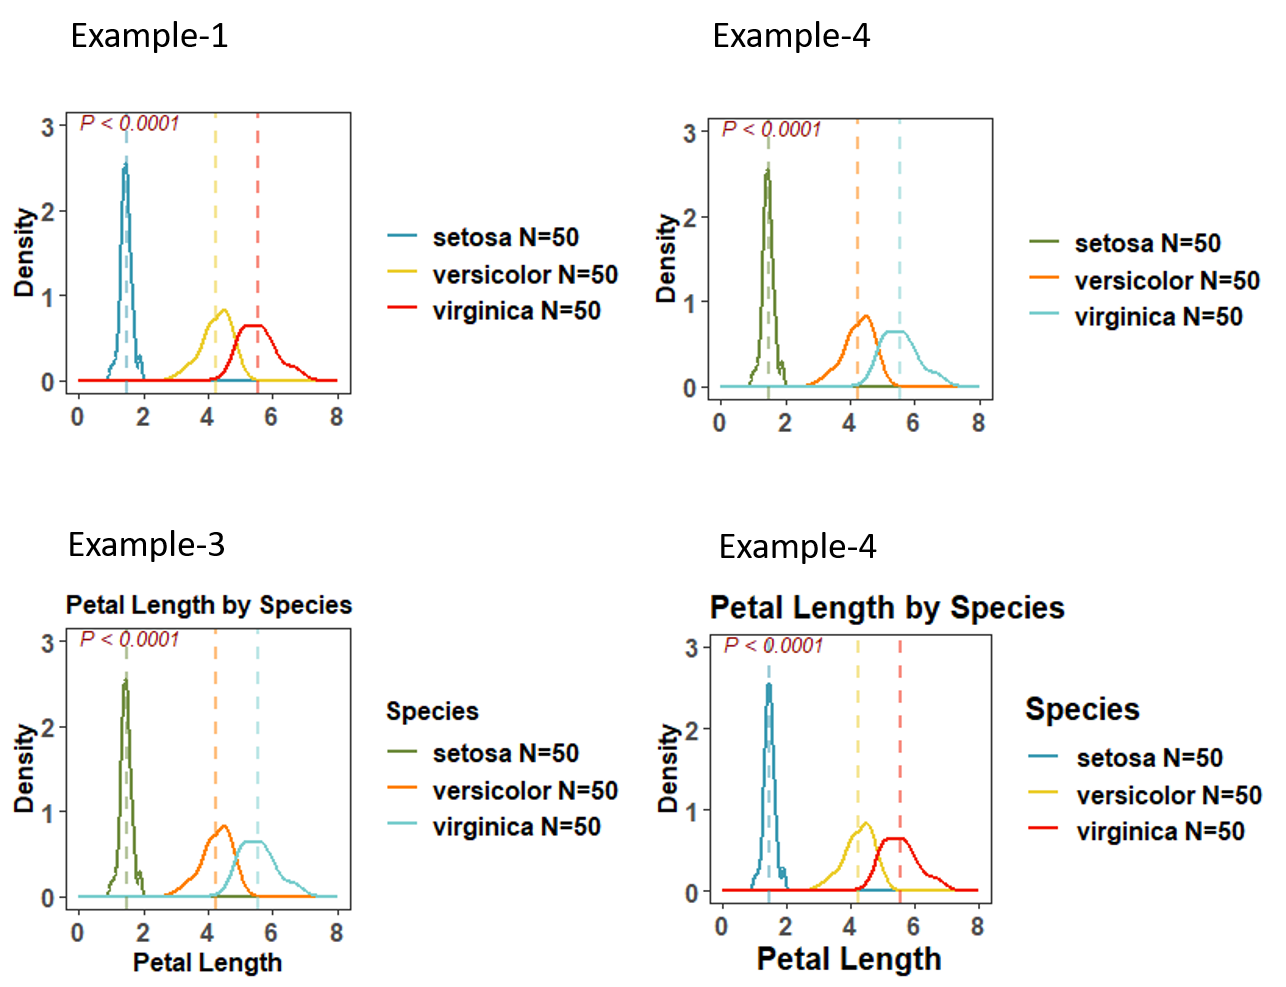 Example-1
P < 0.0001
3
2
1
0
Density
0 2 4 6 8
setosa N=50
versicolor N=50
virginica N=50
Example-4
P < 0.0001
3
2
1
0
Density
0 2 4 6 8
setosa N=50
versicolor N=50
virginica N=50
Example-3
Petal Length by Species
P < 0.0001
3
2
1
0
Density
0 2 4 6 8
Petal Length
Species
setosa N=50
versicolor N=50
virginica N=50
Example-4
Petal Length by Species
P < 0.0001
3
2
1
0
Density
0 2 4 6 8
Petal Length
Species
setosa N=50
versicolor N=50
virginica N=50